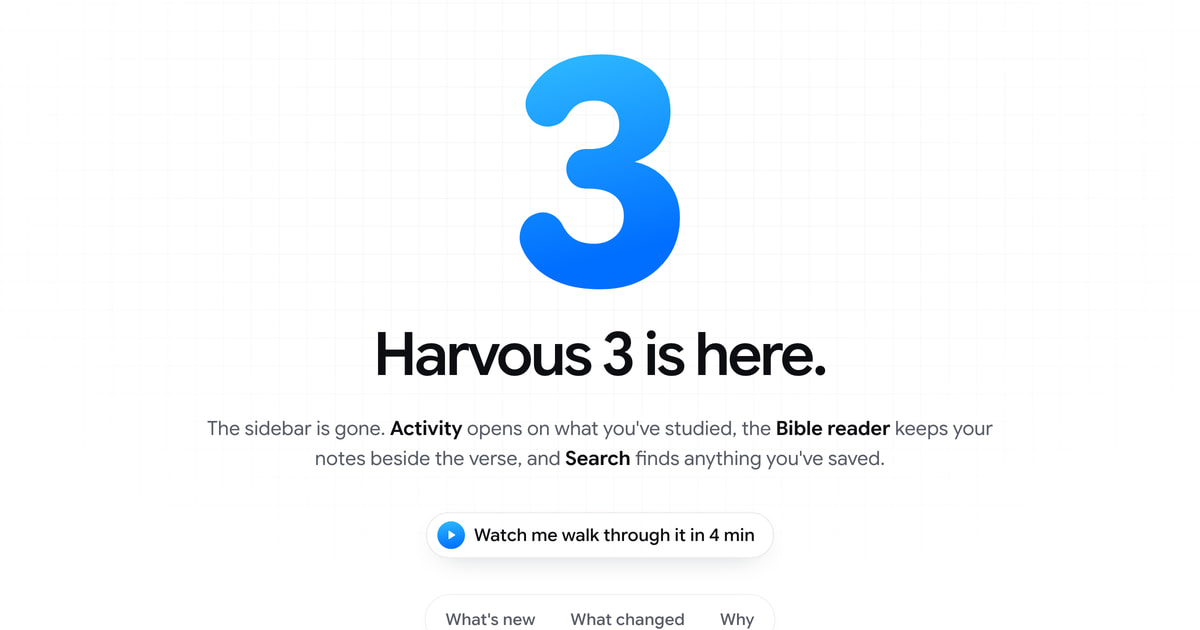 3
Harvous 3 is here.
The sidebar is gone. Activity opens on what you've studied, the Bible reader keeps your
notes beside the verse, and Search finds anything you've saved.
Watch me walk through it in 4 min
What's new What changed Why